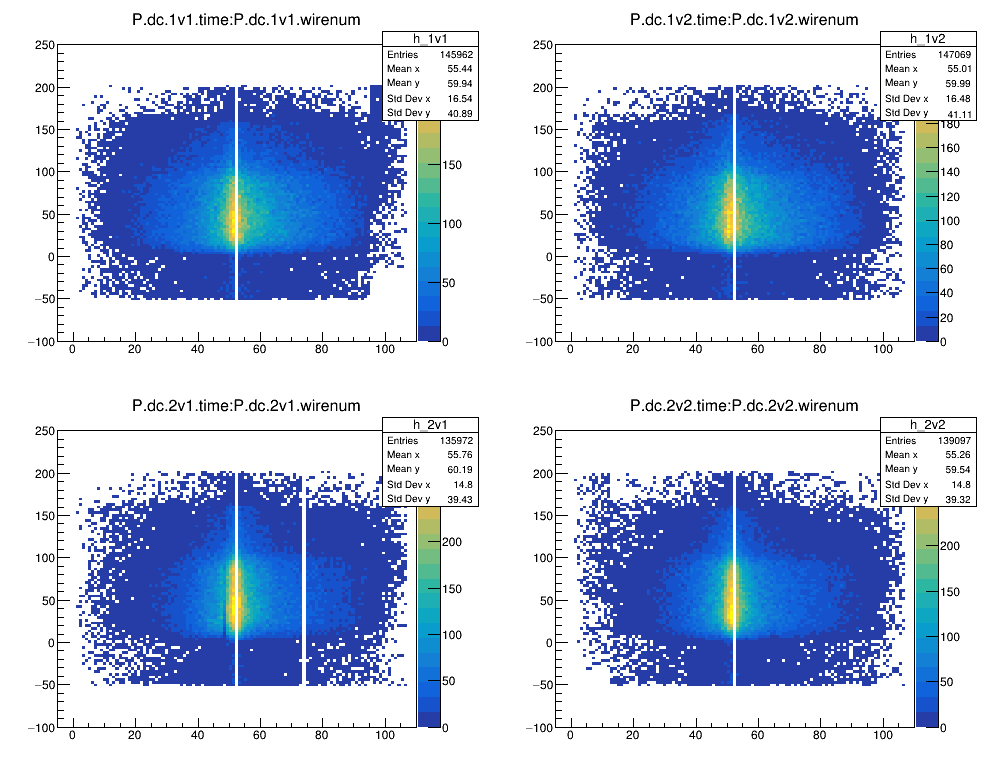 P.dc.1v1.time:P.dc.1v1.wirenum
h_1v1
Entries 145962
Mean x 55.44
Mean y 59.94
Std Dev x 16.54
Std Dev y 40.89
250
200
150
100
50
0
−50
−100
0 20 40 60 80 100
150
100
50
0
P.dc.1v2.time:P.dc.1v2.wirenum
h_1v2
Entries 147069
Mean x 55.01
Mean y 59.99
Std Dev x 16.48
Std Dev y 41.11
250
200
150
100
50
0
−50
−100
0 20 40 60 80 100
180
160
140
120
100
80
60
40
20
0
P.dc.2v1.time:P.dc.2v1.wirenum
h_2v1
Entries 135972
Mean x 55.76
Mean y 60.19
Std Dev x 14.8
Std Dev y 39.43
250
200
150
100
50
0
−50
−100
0 20 40 60 80 100
200
150
100
50
0
P.dc.2v2.time:P.dc.2v2.wirenum
h_2v2
Entries 139097
Mean x 55.26
Mean y 59.54
Std Dev x 14.8
Std Dev y 39.32
250
200
150
100
50
0
−50
−100
0 20 40 60 80 100
200
150
100
50
0